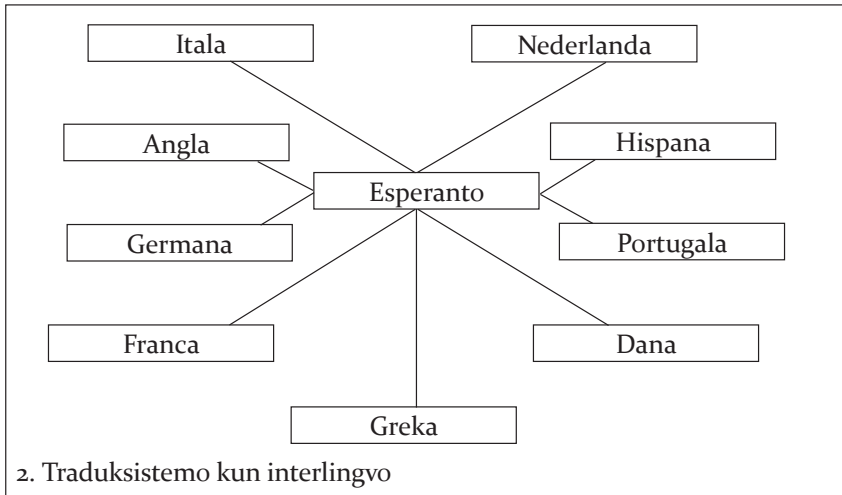 Itala
Nederlanda
Angla
Hispana
Esperanto
Germana
Portugala
Franca
Dana
Greka
2. Traduksistemo kun interlingvo